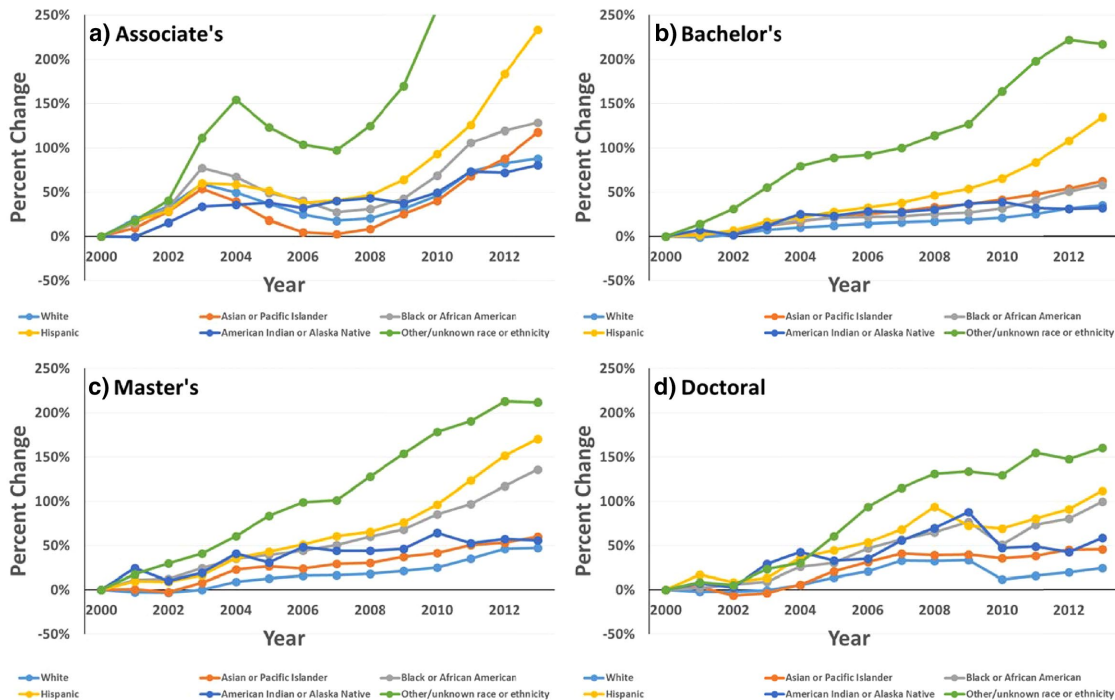 a) Associate's
250%
200%
150%
100%
50%
0%
-50%
Percent Change
2000 2002 2004 2006 2008 2010 2012
Year
White Asian or Pacific Islander Black or African American
Hispanic American Indian or Alaska Native Other/unknown race or ethnicity
b) Bachelor's
250%
200%
150%
100%
50%
0%
-50%
Percent Change
2000 2002 2004 2006 2008 2010 2012
Year
White Asian or Pacific Islander Black or African American
Hispanic American Indian or Alaska Native Other/unknown race or ethnicity
c) Master's
250%
200%
150%
100%
50%
0%
-50%
Percent Change
2000 2002 2004 2006 2008 2010 2012
Year
White Asian or Pacific Islander Black or African American
Hispanic American Indian or Alaska Native Other/unknown race or ethnicity
d) Doctoral
250%
200%
150%
100%
50%
0%
-50%
Percent Change
2000 2002 2004 2006 2008 2010 2012
Year
White Asian or Pacific Islander Black or African American
Hispanic American Indian or Alaska Native Other/unknown race or ethnicity